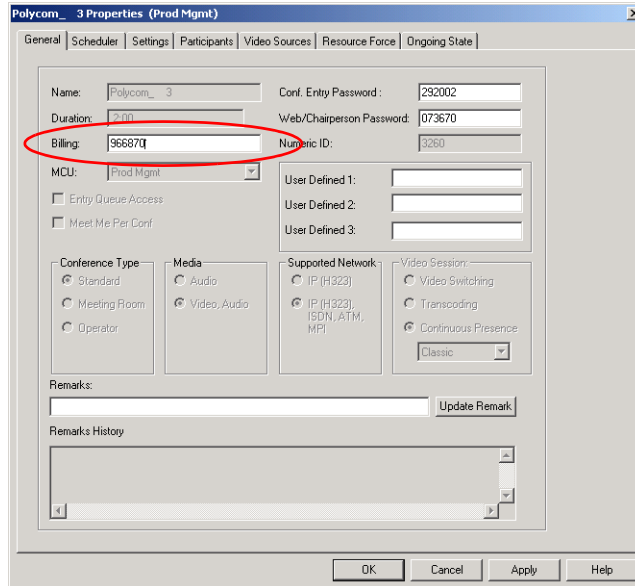 Polycom_ 3 Properties (Prod Mgmt)
General Scheduler Settings Participants Video Sources Resource Force Ongoing State
Name: Polycom_ 3 Conf. Entry Password : 292002
Duration: 2:00 Web/Chairperson Password: 073670
Billing: 966870 Numeric ID: 3260
MCU: Prod Mgmt User Defined 1:
Entry Queue Access User Defined 2:
Meet Me Per Conf User Defined 3:
Conference Type Media Supported Network Video Session:
Standard Audio IP (H323) Video Switching
Meeting Room Video, Audio IP (H323), Transcoding
ISDN, ATM,
Operator MPI Continuous Presence
Classic
Remarks:
Update Remark
Remarks History
OK Cancel Apply Help